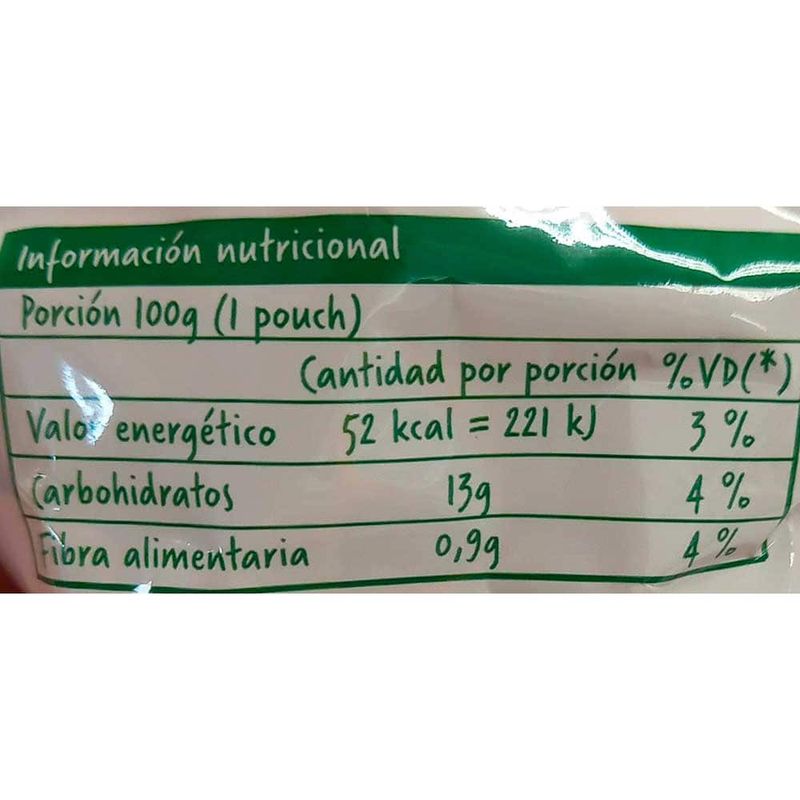 Información nutricional
Porción 100g (1 pouch)
Cantidad por porción %VD(*)
Valor energético 52 kcal = 221 kJ 3 %
Carbohidratos 13g 4 %
Fibra alimentaria 0,9g 4 %